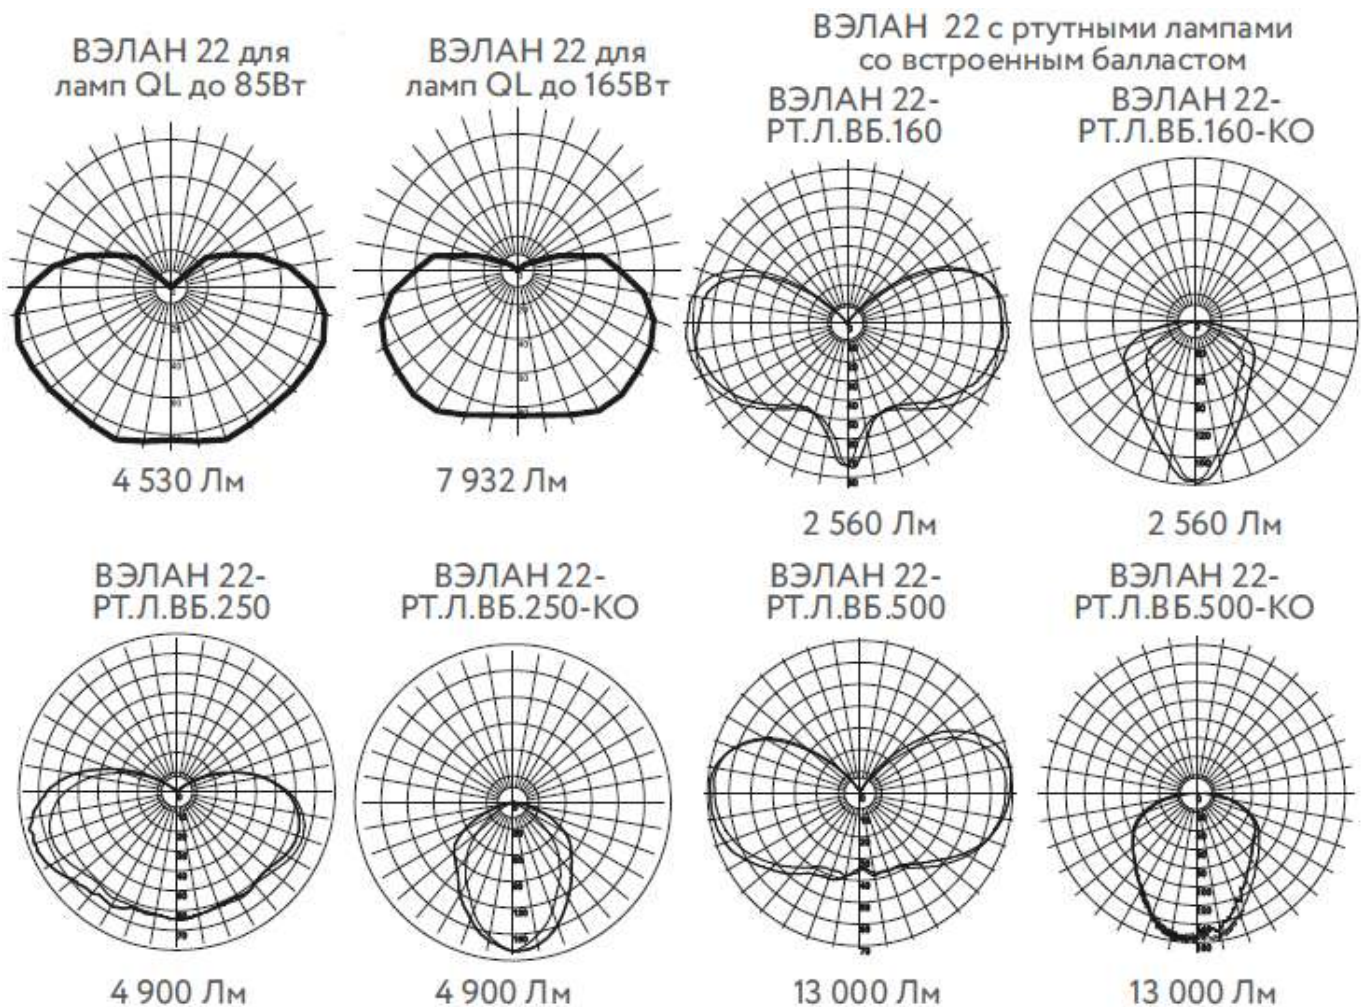 ВЭЛАН 22 для
ламп QL до 85Вт
ВЭЛАН 22 для
ламп QL до 165Вт
ВЭЛАН 22 с ртутными лампами
со встроенным балластом
ВЭЛАН 22-
РТ.Л.ВБ.160
ВЭЛАН 22-
РТ.Л.ВБ.160-КО
4 530 Лм
7 932 Лм
2 560 Лм
2 560 Лм
ВЭЛАН 22-
РТ.Л.ВБ.250
ВЭЛАН 22-
РТ.Л.ВБ.250-КО
ВЭЛАН 22-
РТ.Л.ВБ.500
ВЭЛАН 22-
РТ.Л.ВБ.500-КО
4 900 Лм
4 900 Лм
13 000 Лм
13 000 Лм